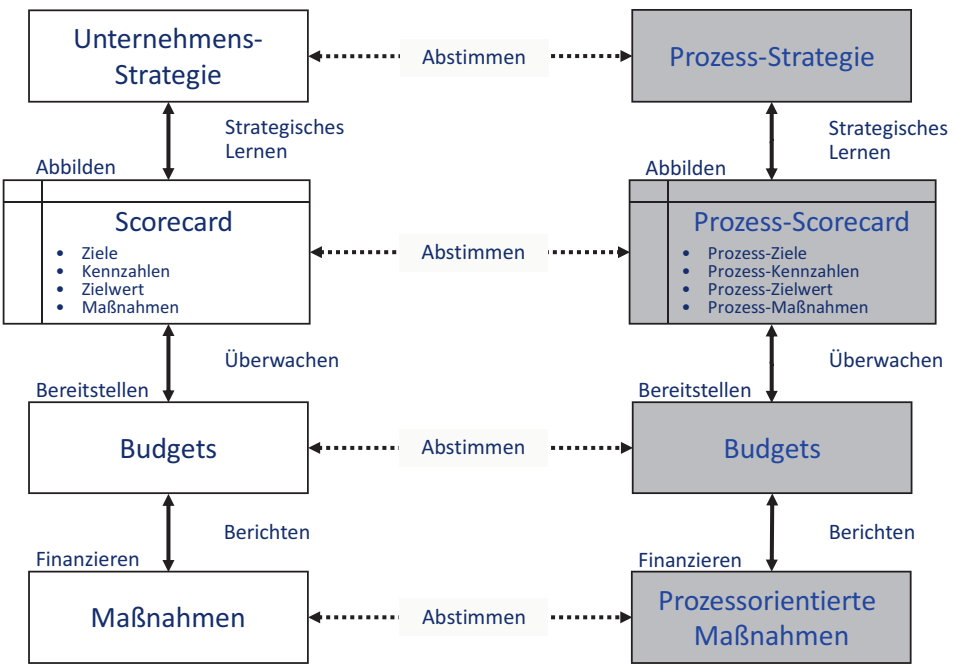 Unternehmens-
Strategie
Abstimmen
Prozess-Strategie
Strategisches
Lernen
Abbilden
Strategisches
Lernen
Abbilden
Scorecard
• Ziele
• Kennzahlen
• Zielwert
• Maßnahmen
Abstimmen
Prozess-Scorecard
• Prozess-Ziele
• Prozess-Kennzahlen
• Prozess-Zielwert
• Prozess-Maßnahmen
Überwachen
Bereitstellen
Überwachen
Bereitstellen
Budgets
Abstimmen
Budgets
Berichten
Finanzieren
Berichten
Finanzieren
Maßnahmen
Abstimmen
Prozessorientierte
Maßnahmen